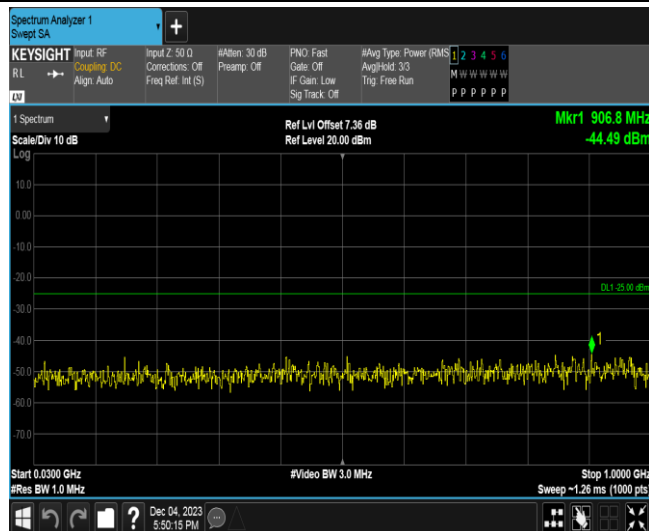 Spectrum Analyzer 1
Swept SA
+
KEYSIGHT
RL
LXI
Input: RF
Coupling: DC
Align: Auto
Input Z: 50 Ω
Corrections: Off
Freq Ref: Int (S)
#Atten: 30 dB
Preamp: Off
PNO: Fast
Gate: Off
IF Gain: Low
Sig Track: Off
#Avg Type: Power (RMS
Avg|Hold: 3/3
Trig: Free Run
1 2 3 4 5 6
M W W W W W
P P P P P P
1 Spectrum
Scale/Div 10 dB
Log
Ref Lvl Offset 7.36 dB
Ref Level 20.00 dBm
Mkr1 906.8 MHz
-44.49 dBm
10.0
0.00
-10.0
-20.0
DL1 -25.00 dBm
-30.0
-40.0
1
-50.0
-60.0
-70.0
Start 0.0300 GHz
#Res BW 1.0 MHz
#Video BW 3.0 MHz
Stop 1.0000 GHz
Sweep ~1.26 ms (1000 pts)
?
Dec 04, 2023
5:50:15 PM